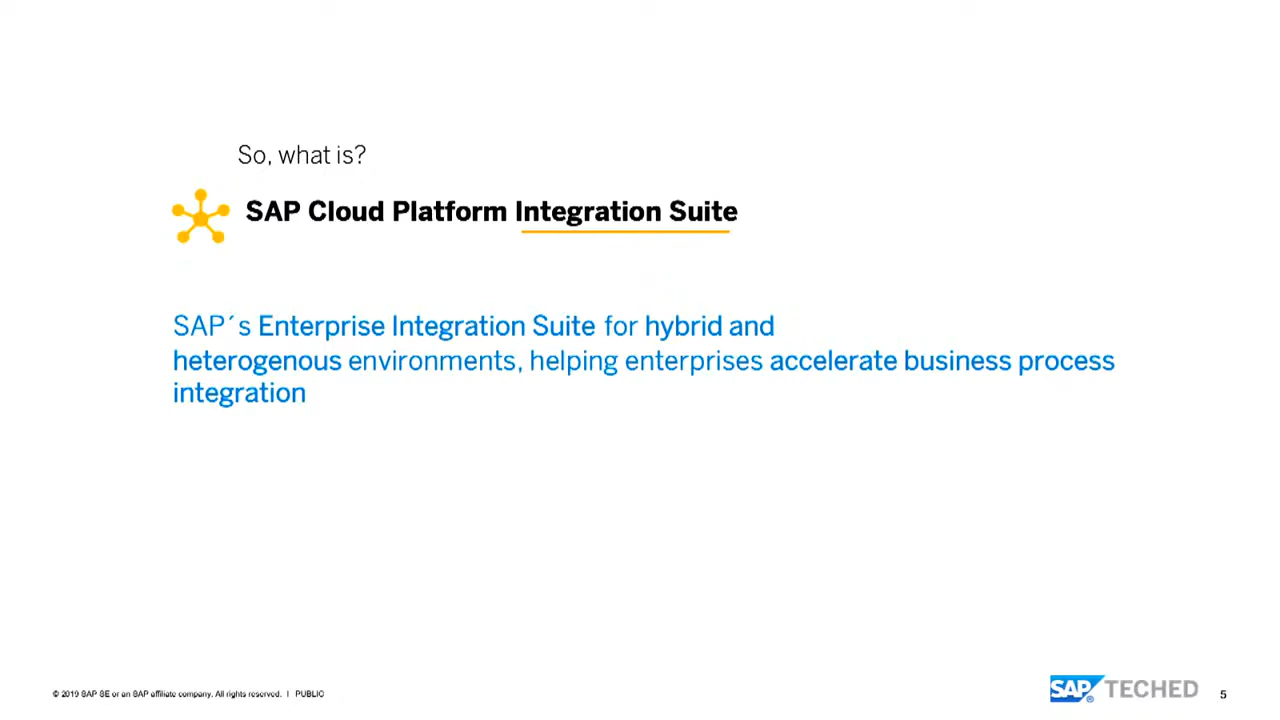 So, what is?
SAP Cloud Platform Integration Suite
SAP´s Enterprise Integration Suite for hybrid and
heterogenous environments, helping enterprises accelerate business process
integration
© 2019 SAP SE or an SAP affiliate company. All rights reserved. | PUBLIC
SAP® TECHED
5